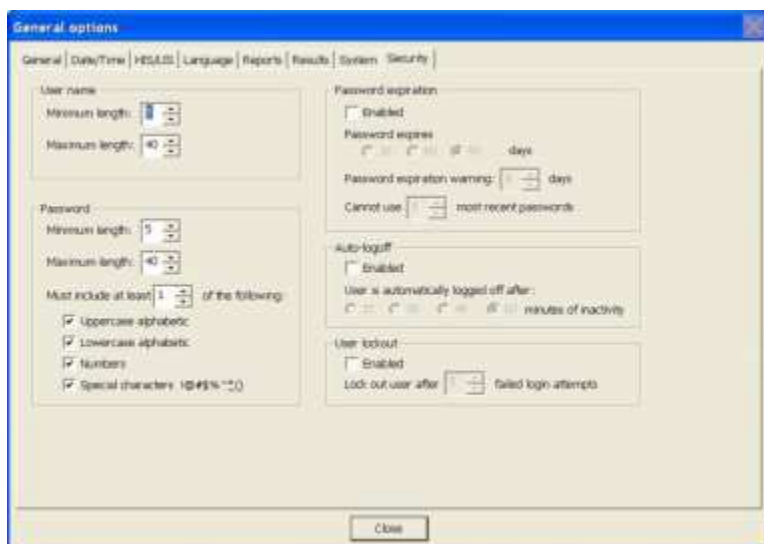 General options
General Date/Time HIS/LIS Language Reports Results System Security
User name
Minimum length:
Maximum length: 40
Password
Minimum length: 5
Maximum length: 40
Must include at least 1 of the following:
Uppercase alphabetic
Lowercase alphabetic
Numbers
Special characters
Password expiration
Enabled
Password expires
days
Password expiration warning: days
Cannot use most recent passwords
Auto-logoff
Enabled
User is automatically logged off after:
minutes of inactivity
User lockout
Enabled
Lock out user after failed login attempts
Close